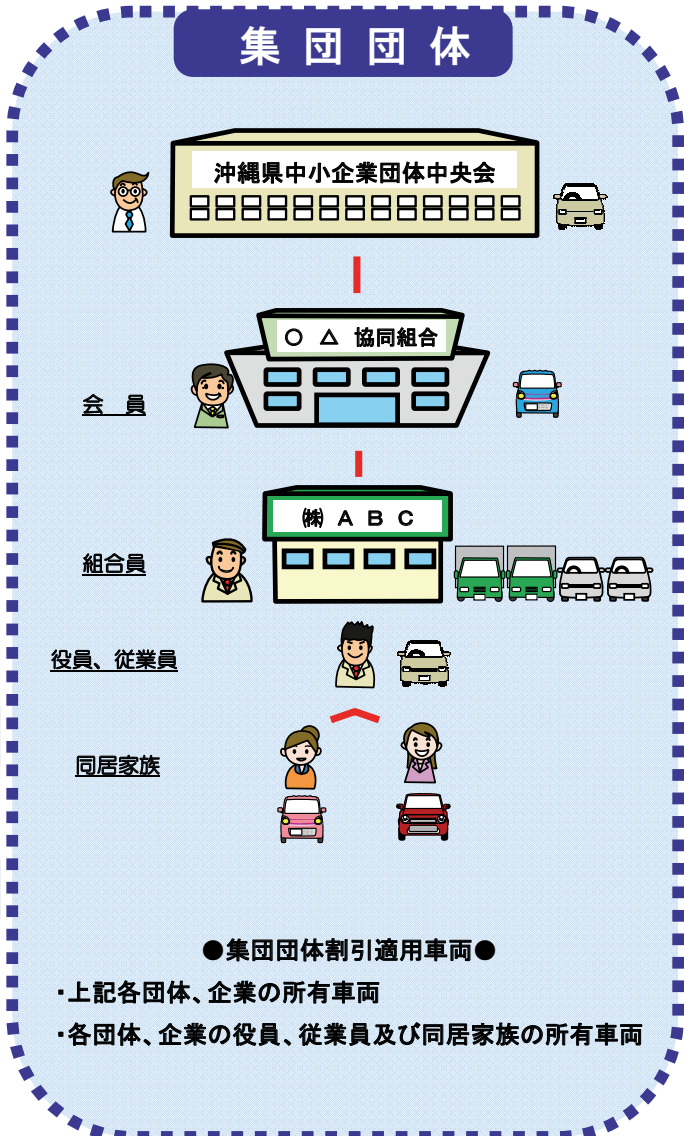 集団団体
沖縄県中小企業団体中央会
○ △ 協同組合
会 員
㈱ A B C
組合員
役員、従業員
同居家族
●集団団体割引適用車両●
・上記各団体、企業の所有車両
・各団体、企業の役員、従業員及び同居家族の所有車両